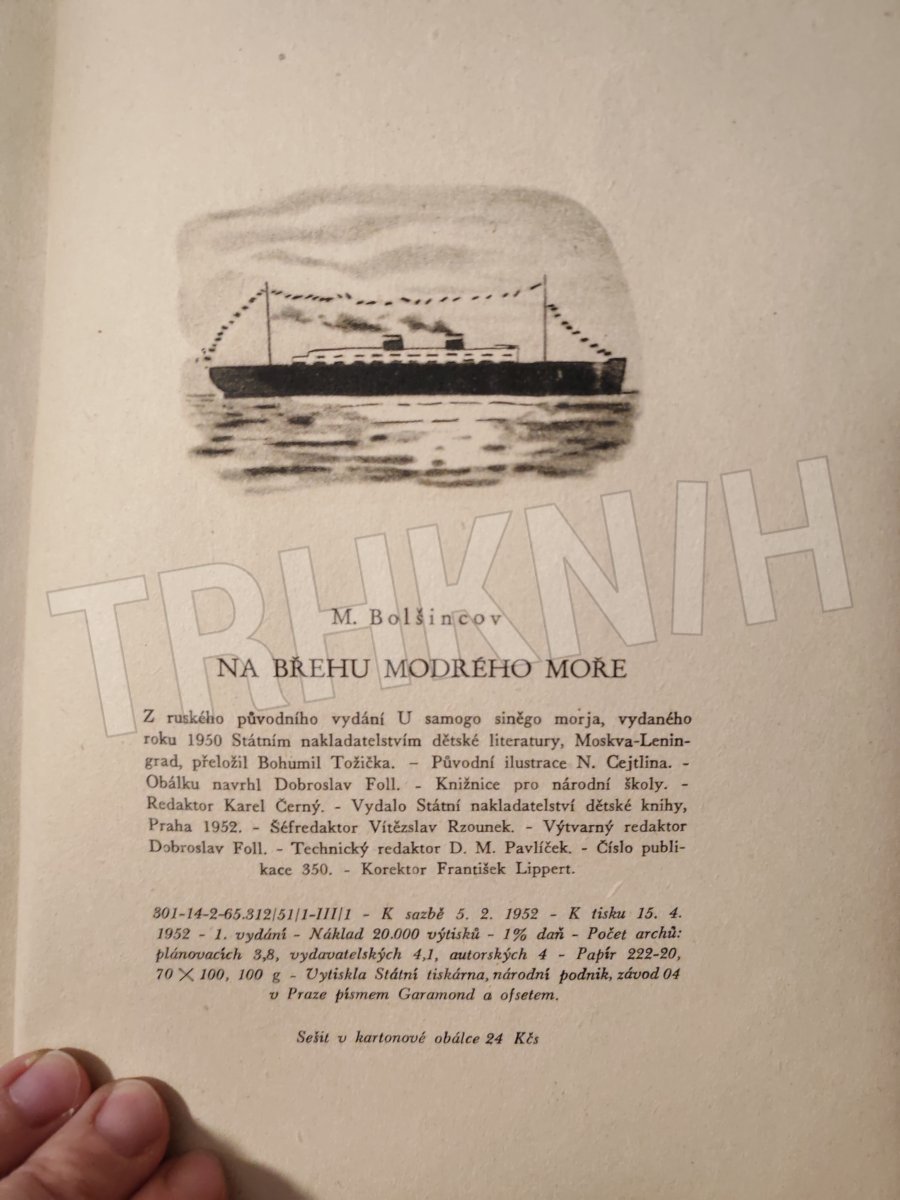 M. Bolšincov
NA BŘEHU MODRÉHO MOŘE
Z ruského původního vydání U samogo siněgo morja, vydaného
roku 1950 Státním nakladatelstvím dětské literatury, Moskva-Lenin-
grad, přeložil Bohumil Tožička. – Původní ilustrace N. Cejtlina. -
Obálku navrhl Dobroslav Foll. - Knižnice pro národní školy. -
Redaktor Karel Černý. - Vydalo Státní nakladatelství dětské knihy,
Praha 1952. - Šéfredaktor Vítězslav Rzounek. - Výtvarný redaktor
Dobroslav Foll. - Technický redaktor D. M. Pavlíček. - Číslo publi-
kace 350. - Korektor František Lippert.
301-14-2-65.312|51|1-III|1 - K sazbě 5. 2. 1952 - K tisku 15. 4.
1952 - 1. vydání - Náklad 20.000 výtisků - 1% daň - Počet archů:
plánovacích 3,8, vydavatelských 4,1, autorských 4 - Papír 222-20,
70 × 100, 100 g - Vytiskla Státní tiskárna, národní podnik, závod 04
v Praze písmem Garamond a ofsetem.
Sešit v kartonové obálce 24 Kčs
TRHKNIH